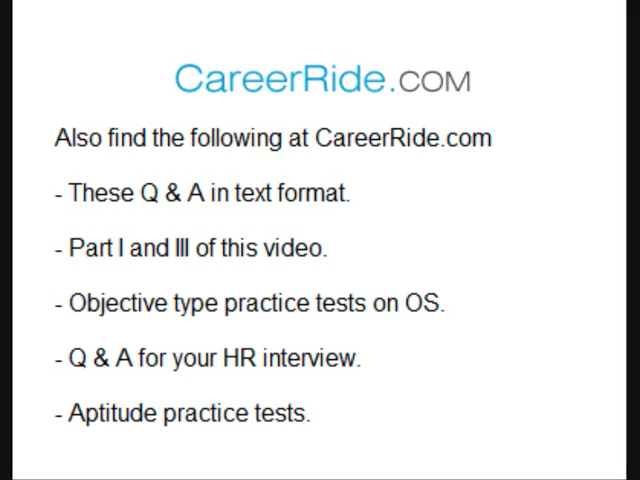 CareerRide.COM
Also find the following at CareerRide.com
- These Q & A in text format.
- Part I and III of this video.
- Objective type practice tests on OS.
- Q & A for your HR interview.
- Aptitude practice tests.